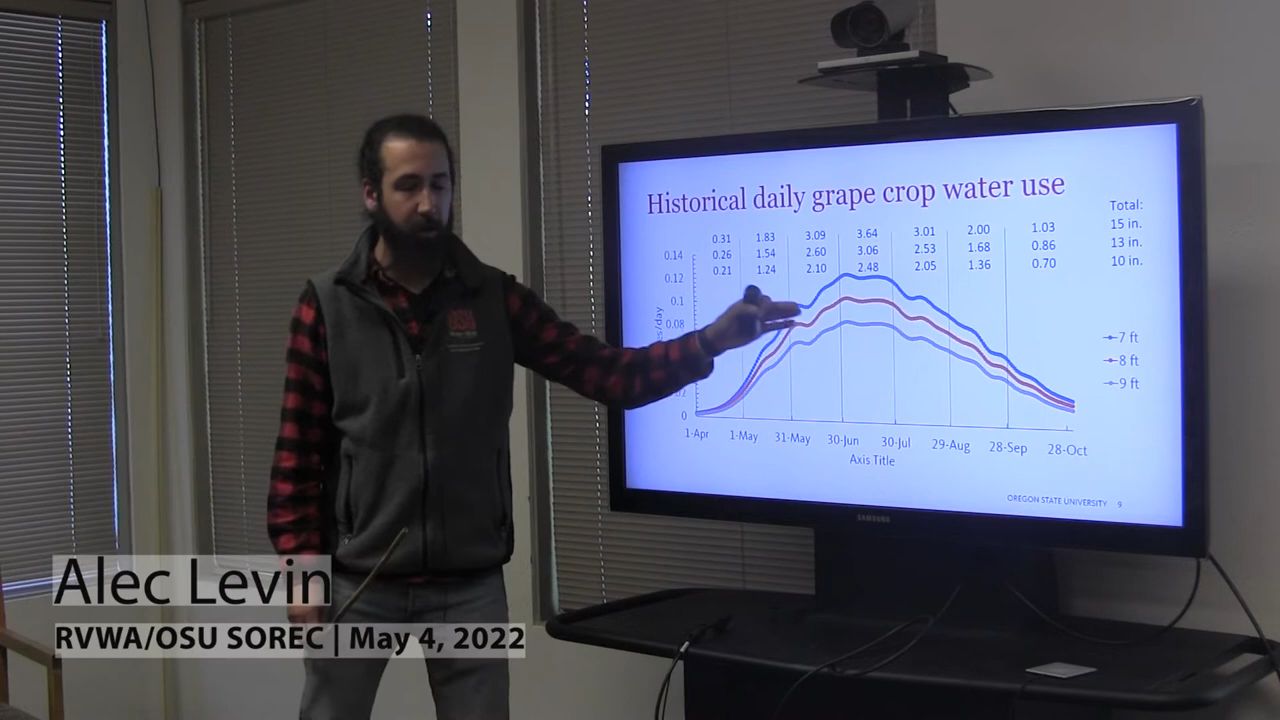 Historical daily grape crop water use
Total:
0.31 1.83 3.09 3.64 3.01 2.00 1.03 15 in.
0.26 1.54 2.60 3.06 2.53 1.68 0.86 13 in.
0.21 1.24 2.10 2.48 2.05 1.36 0.70 10 in.
0.14
0.12
0.1
0.08
0
7 ft
8 ft
9 ft
1-Apr 1-May 31-May 30-Jun 30-Jul 29-Aug 28-Sep 28-Oct
Axis Title
OREGON STATE UNIVERSITY 9
SAMSUNG
Alec Levin
RVWA/OSU SOREC | May 4, 2022